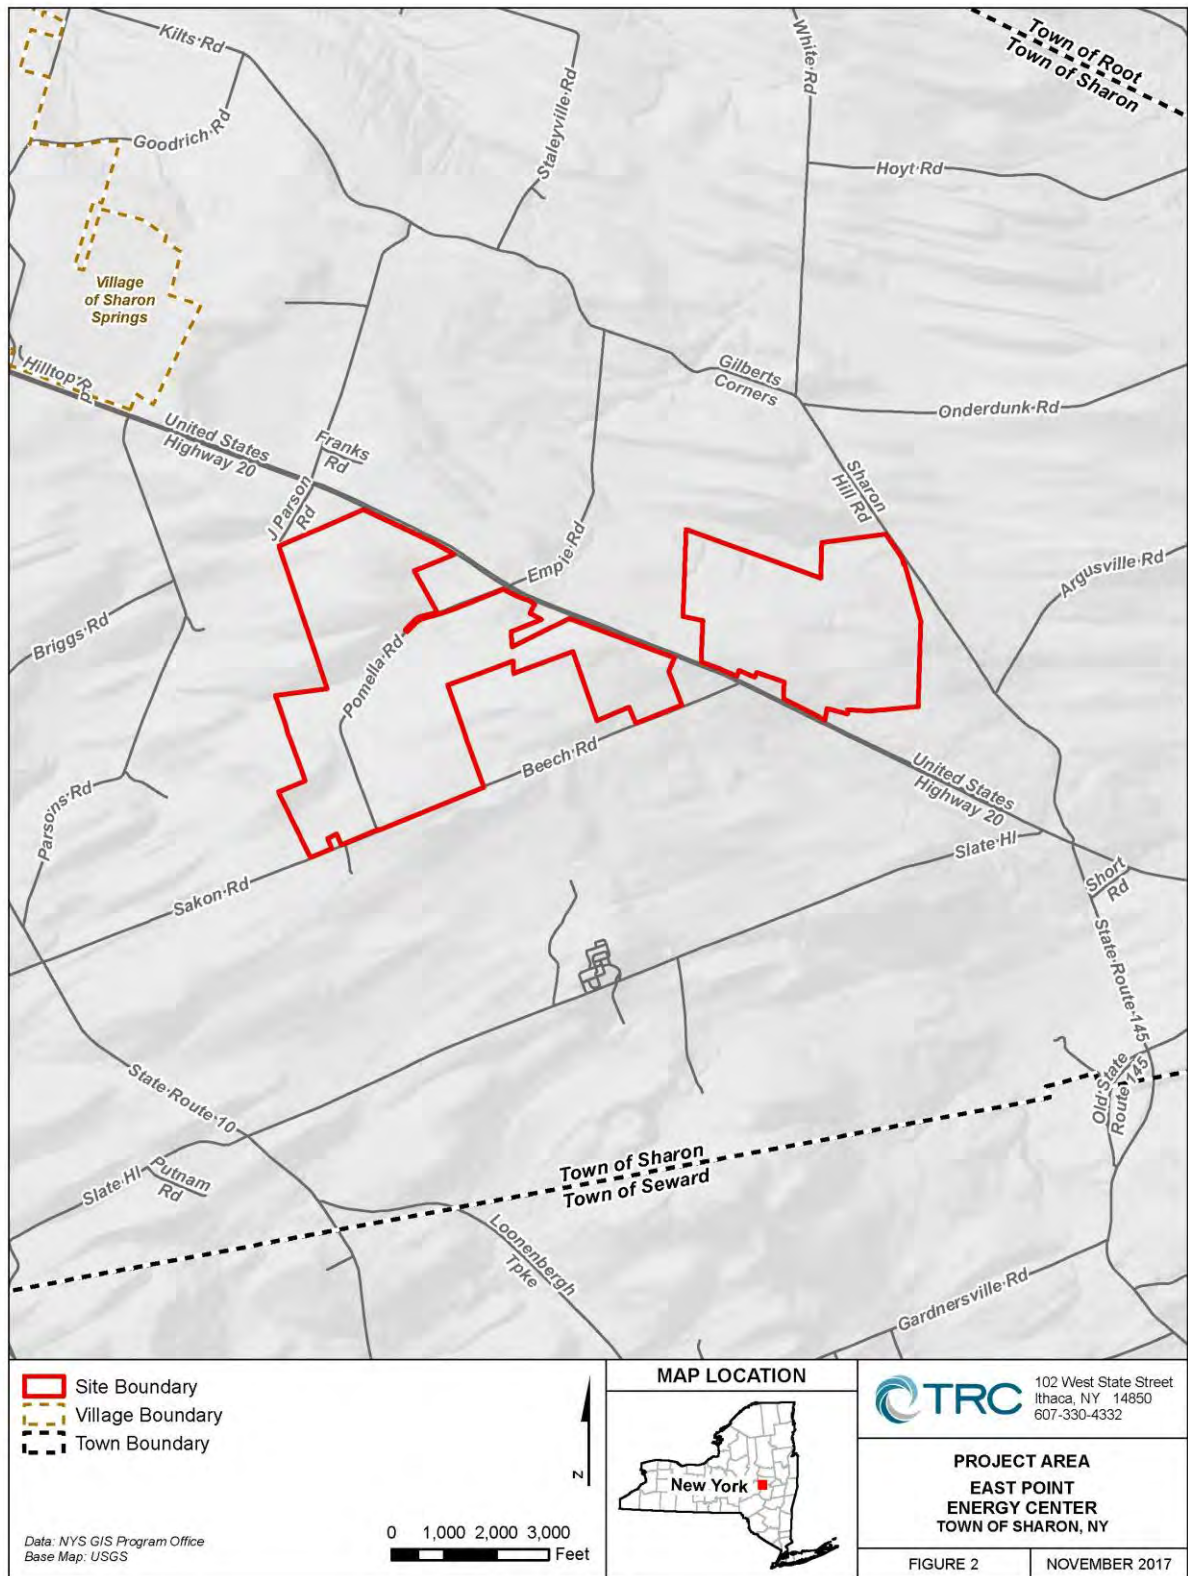 Kilts Rd
White Rd
Town of Root
Town of Sharon
Goodrich Rd
Staleyville Rd
Hoyt Rd
Village
of Sharon
Springs
Hilltop R
Pl
United States
Highway 20
Franks
Rd
J Parson
Rd
Gilberts
Corners
Onderdunk Rd
Sharon
Hill Rd
Empie Rd
Argusville Rd
Briggs Rd
Pomella Rd
Beech Rd
Parsons Rd
United States
Highway 20
Slate Hl
Short
Rd
Sakon Rd
State Route 145
Old State
Route 145
State Route 10
Town of Sharon
Town of Seward
Slate Hl
Putnam
Rd
Loonenbergh
Tpke
Gardnersville Rd
Site Boundary
Village Boundary
Town Boundary
Data: NYS GIS Program Office
Base Map: USGS
N
0 1,000 2,000 3,000
Feet
MAP LOCATION
New York
TRC
102 West State Street
Ithaca, NY 14850
607-330-4332
PROJECT AREA
EAST POINT
ENERGY CENTER
TOWN OF SHARON, NY
FIGURE 2
NOVEMBER 2017